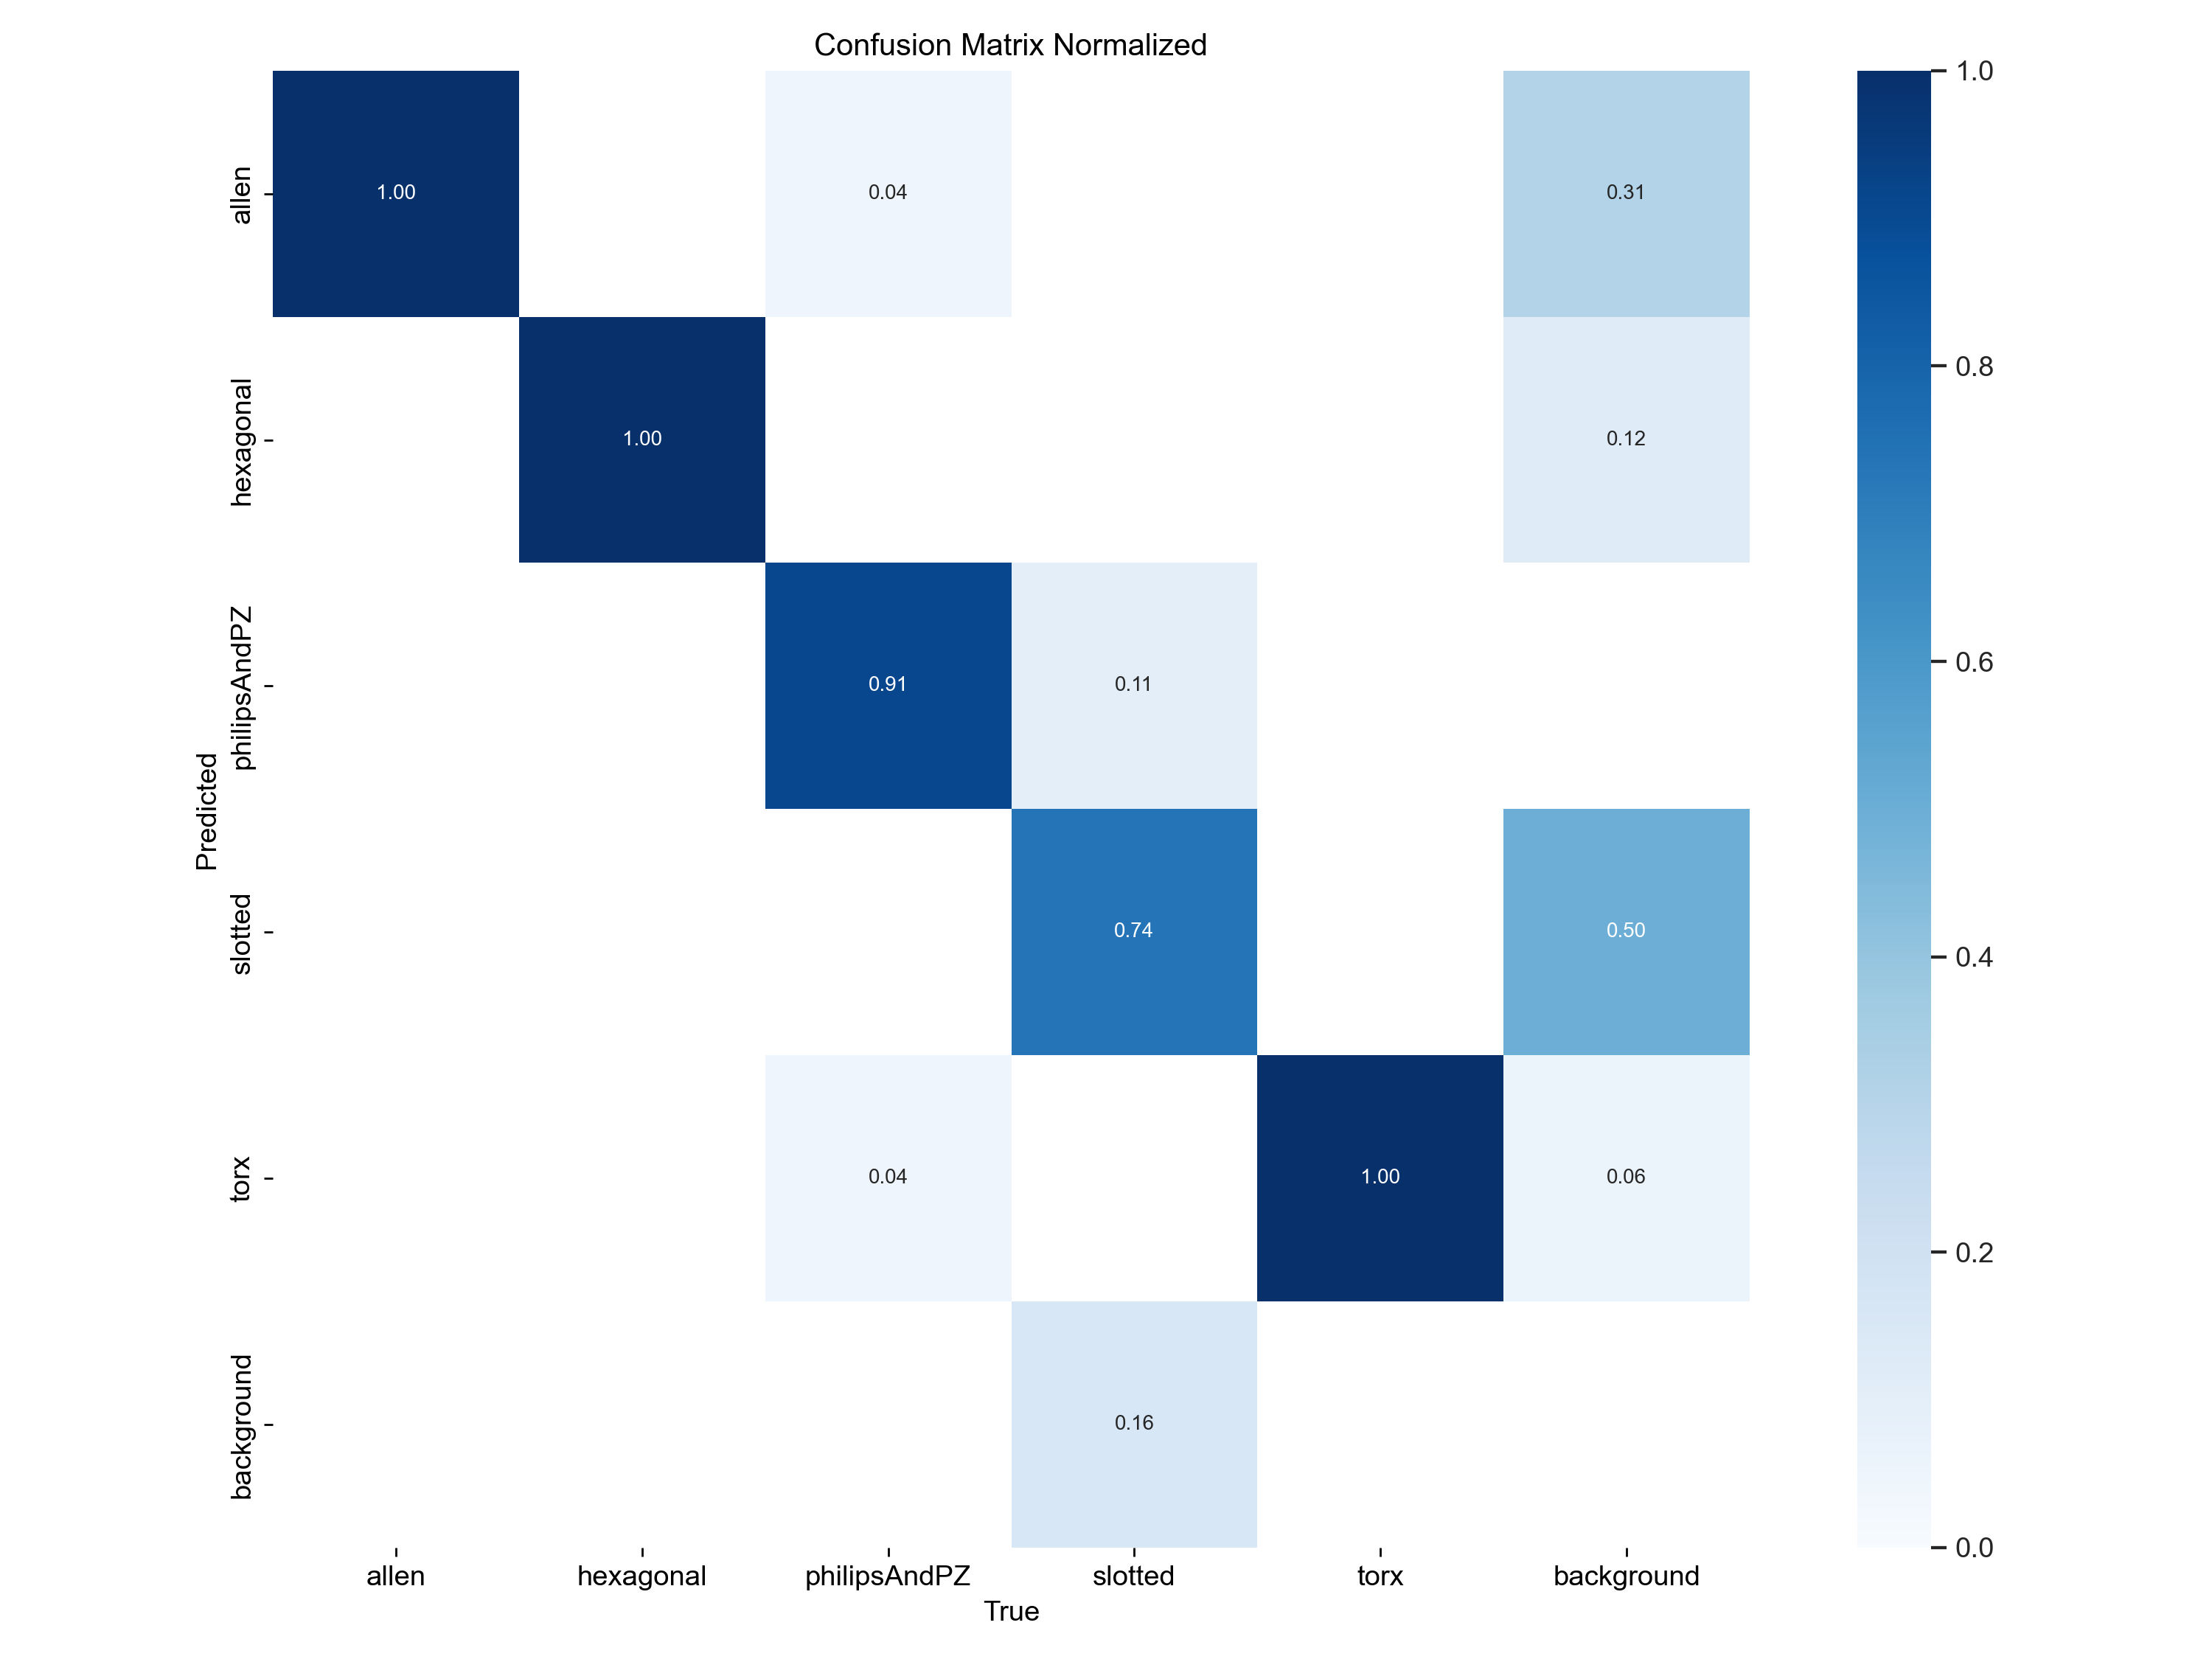 Confusion Matrix Normalized
allen
1.00
0.04
0.31
hexagonal
1.00
0.12
philipsAndPZ
0.91
0.11
slotted
0.74
0.50
torx
0.04
1.00
0.06
background
0.16
Predicted
allen
hexagonal
philipsAndPZ
slotted
torx
background
True
1.0
0.8
0.6
0.4
0.2
0.0